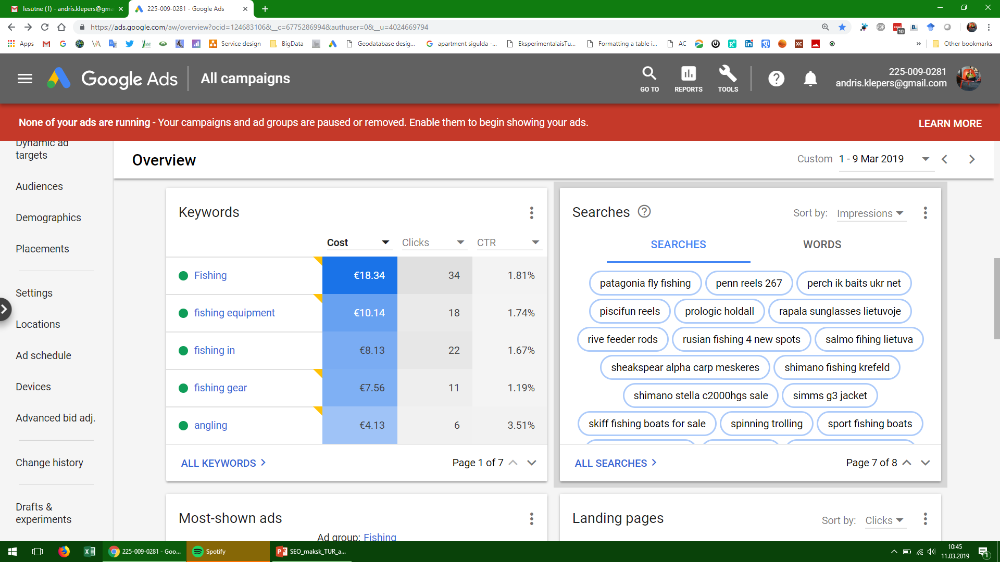 Iesūtne (1) - andris.klepers@gma
225-009-0281 - Google Ads
https://ads.google.com/aw/overview?ocid=124683106&__c=6775286994&authuser=0&__u=4024669794
ABP
10
B.
Apps
Service design
BigData
Geodatabase desig...
apartment sigulda -...
EksperimentalaisTu...
Formatting a table i...
AC
XC
»
Other bookmarks
Google Ads
All campaigns
GO TO
REPORTS
TOOLS
225-009-0281
andris.klepers@gmail.com
None of your ads are running - Your campaigns and ad groups are paused or removed. Enable them to begin showing your ads.
LEARN MORE
Dynamic ad
targets
Audiences
Demographics
Placements
Settings
Locations
Ad schedule
Devices
Advanced bid adj.
Change history
Drafts &
experiments
Overview
Custom 1 - 9 Mar 2019
Keywords
Cost Clicks CTR
Fishing €18.34 34 1.81%
fishing equipment €10.14 18 1.74%
fishing in €8.13 22 1.67%
fishing gear €7.56 11 1.19%
angling €4.13 6 3.51%
ALL KEYWORDS
Page 1 of 7
Searches
Sort by: Impressions
SEARCHES WORDS
patagonia fly fishing penn reels 267 perch ik baits ukr net
piscifun reels prologic holdall rapala sunglasses lietuvoje
rive feeder rods rusian fishing 4 new spots salmo fihing lietuva
sheakspear alpha carp meskeres shimano fishing krefeld
shimano stella c2000hgs sale simms g3 jacket
skiff fishing boats for sale spinning trolling sport fishing boats
ALL SEARCHES
Page 7 of 8
Most-shown ads
Ad group: Fishing
Landing pages
Sort by: Clicks
225-009-0281 - Goo...
Spotify
SEO_maksk_TUR_a...
10:45
11.03.2019
1